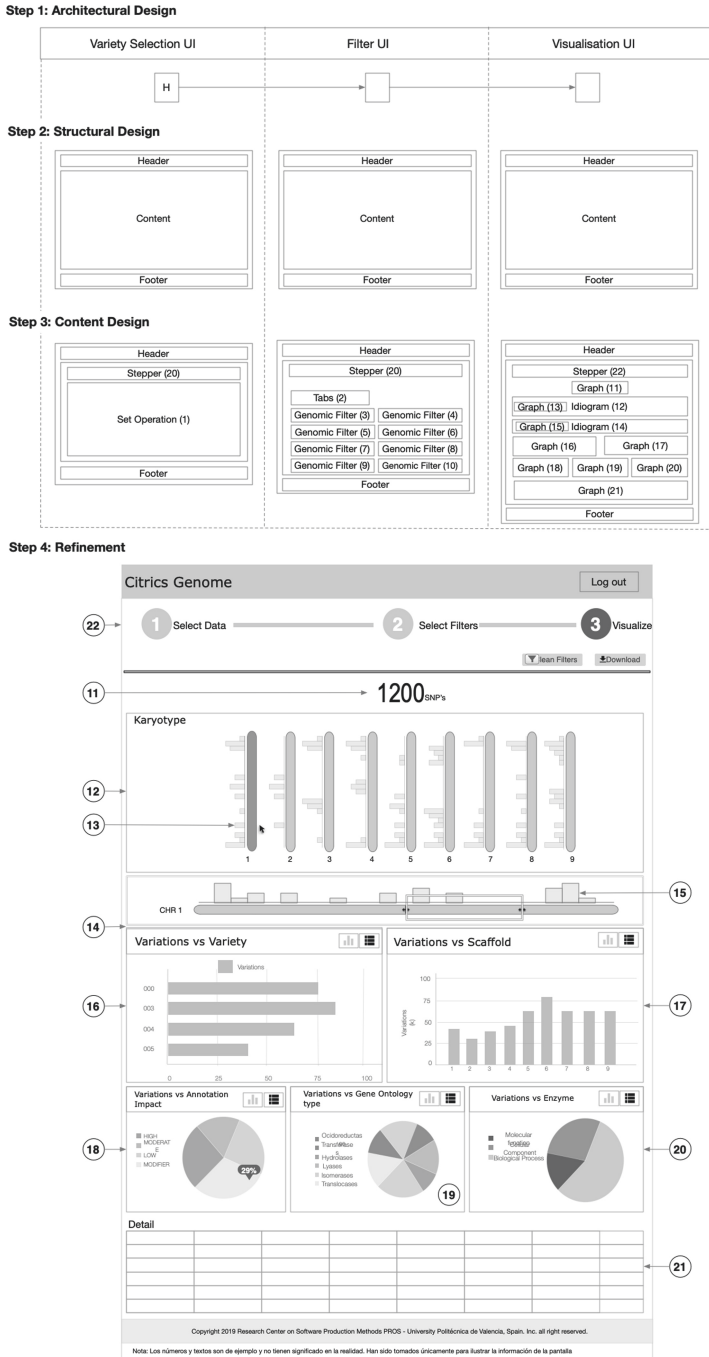 Step 1: Architectural Design
Variety Selection UI
Filter UI
Visualisation UI
H
Step 2: Structural Design
Header
Header
Header
Content
Content
Content
Footer
Footer
Footer
Step 3: Content Design
Header
Stepper (20)
Set Operation (1)
Footer
Header
Stepper (20)
Tabs (2)
Genomic Filter (3) Genomic Filter (4)
Genomic Filter (5) Genomic Filter (6)
Genomic Filter (7) Genomic Filter (8)
Genomic Filter (9) Genomic Filter (10)
Footer
Header
Stepper (22)
Graph (11)
Graph (13) Idiogram (12)
Graph (15) Idiogram (14)
Graph (16) Graph (17)
Graph (18) Graph (19) Graph (20)
Graph (21)
Footer
Step 4: Refinement
Citrics Genome
Log out
22
1 Select Data
2 Select Filters
3 Visualize
lean Filters
Download
11
1200 SNP's
Karyotype
12
13
1 2 3 4 5 6 7 8 9
15
CHR 1
14
Variations vs Variety
Variations
000
003
004
005
0 25 50 75 100
16
Variations vs Scaffold
100
75
50
25
0
Variations
(k)
1 2 3 4 5 6 7 8 9
17
Variations vs Annotation
Impact
HIGH
MODERAT
E
LOW
MODIFIER
29%
18
Variations vs Gene Ontology
type
Ocidoreductas
Hydrolases
Lyases
Isomerases
Translocases
19
Variations vs Enzyme
Molecular
Component
Biological Process
20
Detail
21
Copyright 2019 Research Center on Software Production Methods PROS - University Politécnica de Valencia, Spain. Inc. all right reserved.
Nota: Los números y textos son de ejemplo y no tienen significado en la realidad. Han sido tomados únicamente para ilustrar la información de la pantalla